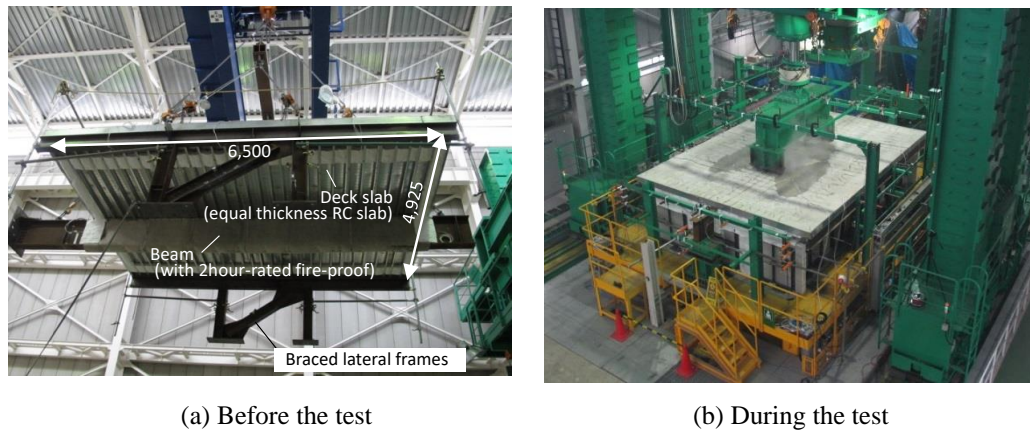 6,500
4,925
Deck slab
(equal thickness RC slab)
Beam
(with 2hour-rated fire-proof)
Braced lateral frames
(a) Before the test
(b) During the test